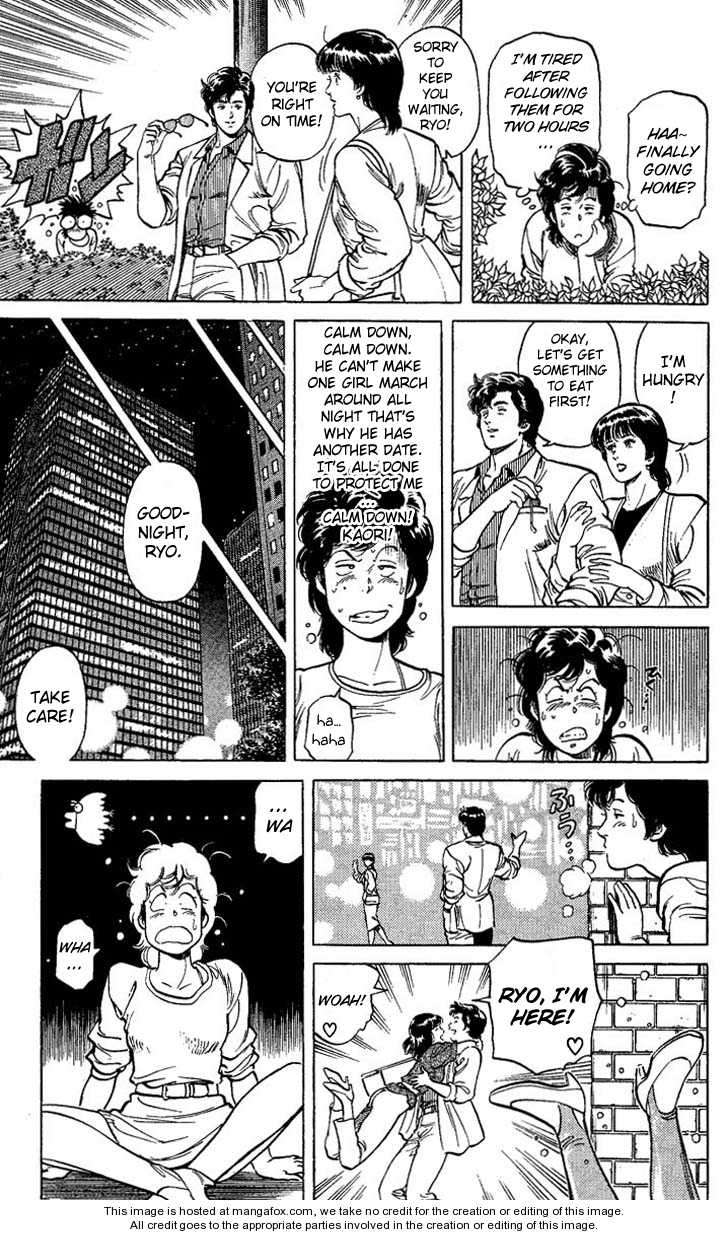 I'M TIRED
AFTER
FOLLOWING
THEM FOR
TWO HOURS
...
HAA~
FINALLY
GOING
HOME?
SORRY
TO
KEEP
YOU
WAITING,
RYO!
YOU'RE
RIGHT
ON TIME!
ガーン
I'M
HUNGRY
!
OKAY,
LET'S GET
SOMETHING
TO EAT
FIRST!
CALM DOWN,
CALM DOWN.
HE CAN'T MAKE
ONE GIRL MARCH
AROUND ALL
NIGHT THAT'S
WHY HE HAS
ANOTHER DATE.
IT'S ALL DONE
TO PROTECT ME
...
CALM DOWN!
KAORI!
ha...
haha
GOOD-
NIGHT,
RYO.
TAKE
CARE!
ふう...
RYO, I'M
HERE!
♡
WOAH!
♡
...
WA
WHA
...
This image is hosted at mangafox.com, we take no credit for the creation or editing of this image.
All credit goes to the appropriate parties involved in the creation or editing of this image.